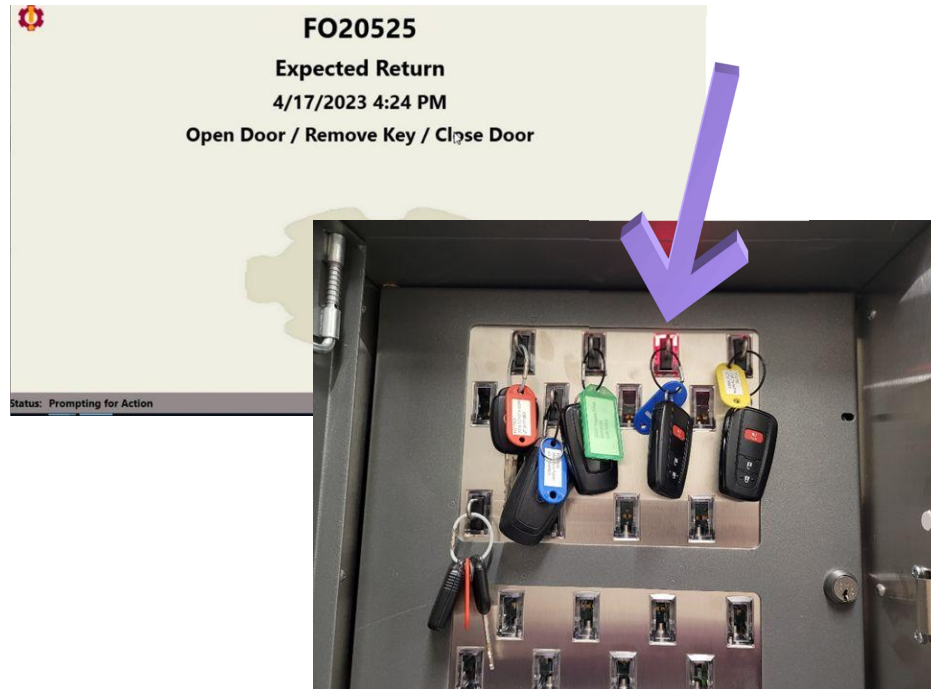 FO20525
Expected Return
4/17/2023 4:24 PM
Open Door / Remove Key / Close Door
Status: Prompting for Action